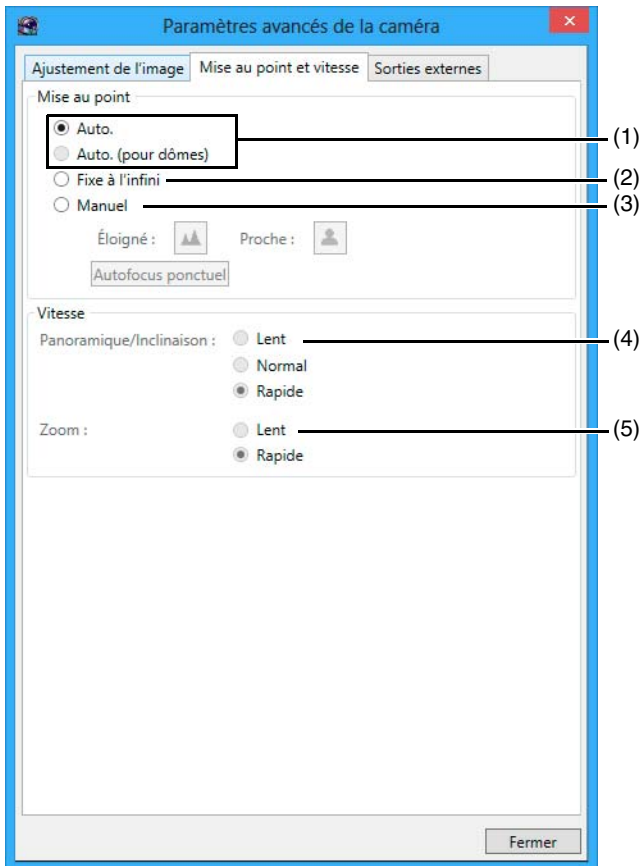 Paramètres avancés de la caméra
Ajustement de l'image Mise au point et vitesse Sorties externes
Mise au point
Auto. (1)
Auto. (pour dômes)
Fixe à l'infini (2)
Manuel (3)
Éloigné : Proche :
Autofocus ponctuel
Vitesse
Panoramique/Inclinaison : Lent (4)
Normal
Rapide
Zoom : Lent (5)
Rapide
Fermer